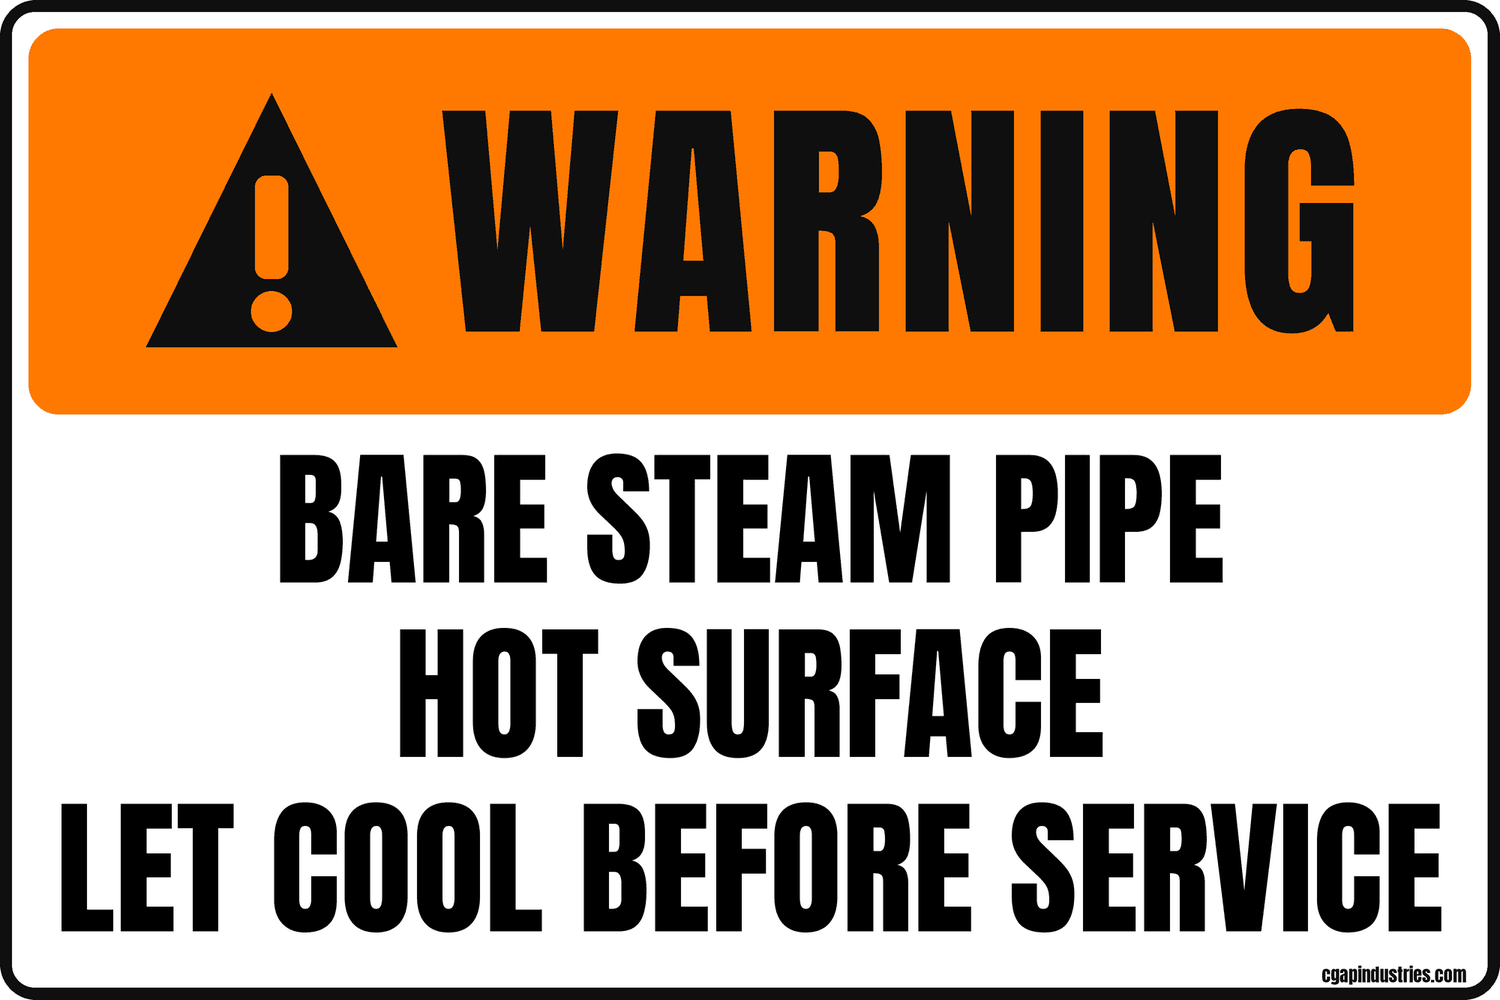 WARNING
BARE STEAM PIPE
HOT SURFACE
LET COOL BEFORE SERVICE
cgapindustries.com